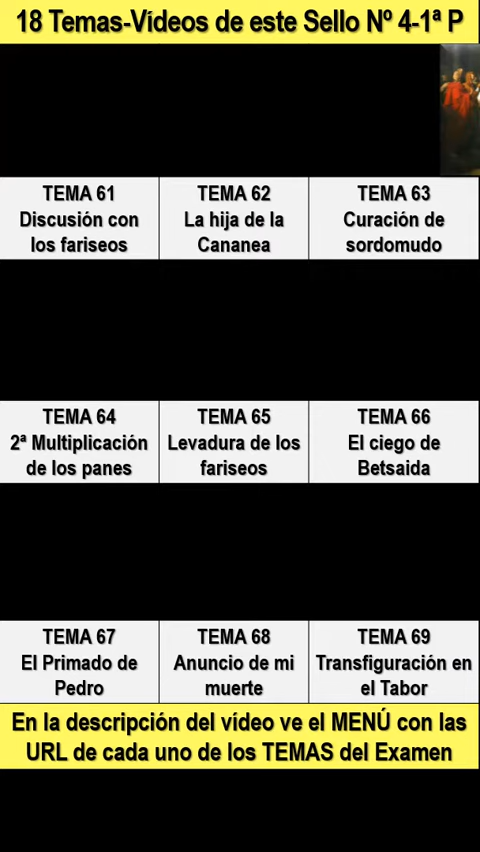 18 Temas-Vídeos de este Sello Nº 4-1ª P
TEMA 61
Discusión con
los fariseos
TEMA 62
La hija de la
Cananea
TEMA 63
Curación de
sordomudo
TEMA 64
2ª Multiplicación
de los panes
TEMA 65
Levadura de los
fariseos
TEMA 66
El ciego de
Betsaida
TEMA 67
El Primado de
Pedro
TEMA 68
Anuncio de mi
muerte
TEMA 69
Transfiguración en
el Tabor
En la descripción del vídeo ve el MENÚ con las
URL de cada uno de los TEMAS del Examen